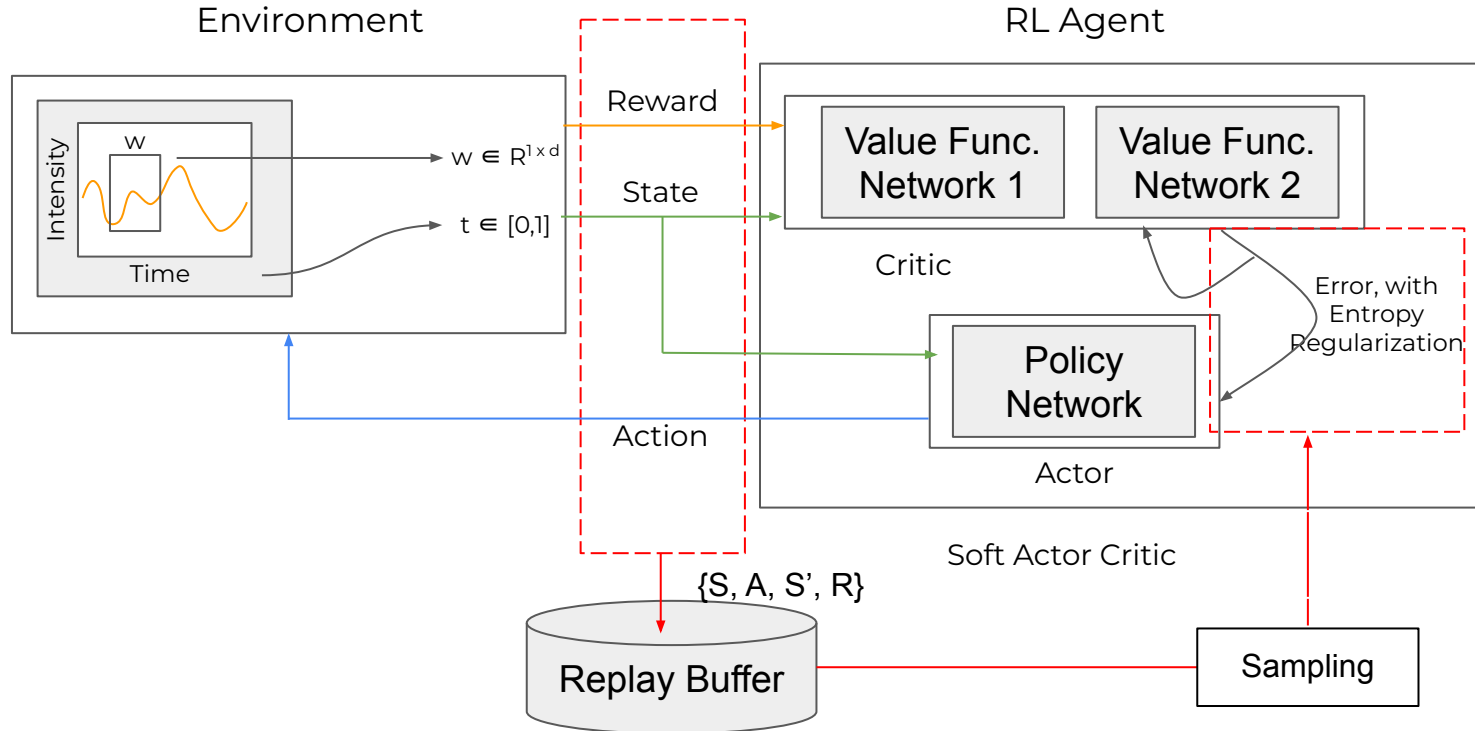 Environment
RL Agent
Reward
w
w ∈ R^{1 x d}
Intensity
State
t ∈ [0,1]
Time
Value Func.
Network 1
Value Func.
Network 2
Critic
Error, with
Entropy
Regularization
Policy
Network
Action
Actor
Soft Actor Critic
{S, A, S’, R}
Replay Buffer
Sampling